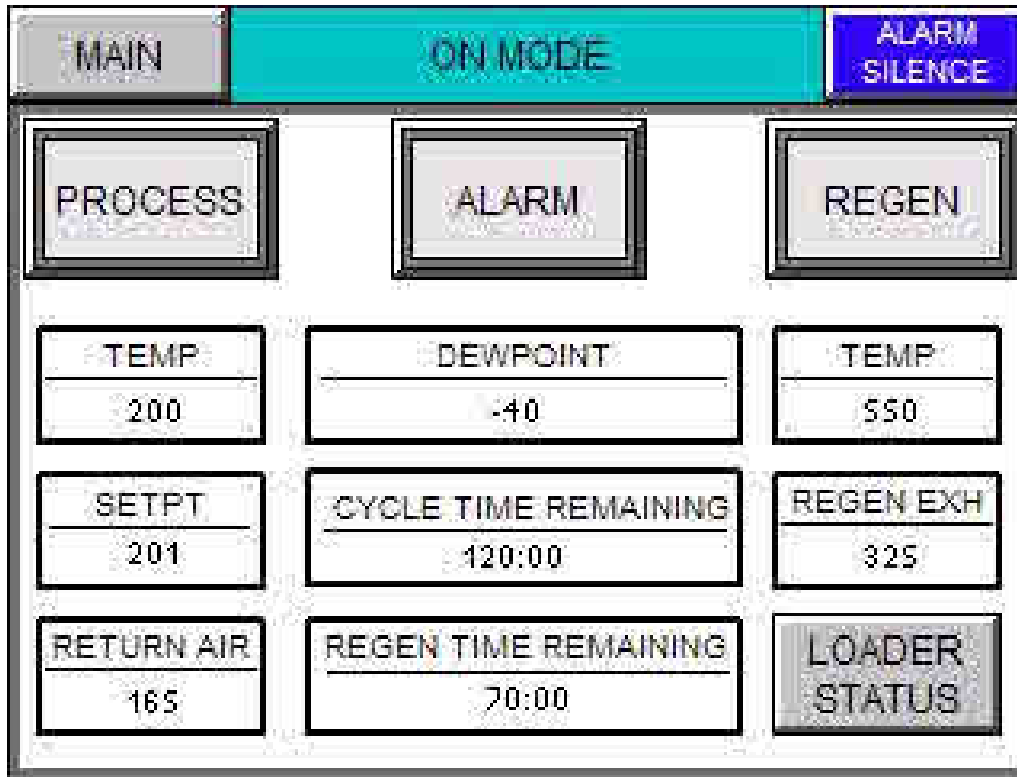 MAIN
ON MODE
ALARM
SILENCE
PROCESS
ALARM
REGEN
TEMP
200
DEWPOINT
-40
TEMP
550
SETPT
201
CYCLE TIME REMAINING
120:00
REGEN EXH
325
RETURN AIR
165
REGEN TIME REMAINING
70:00
LOADER
STATUS